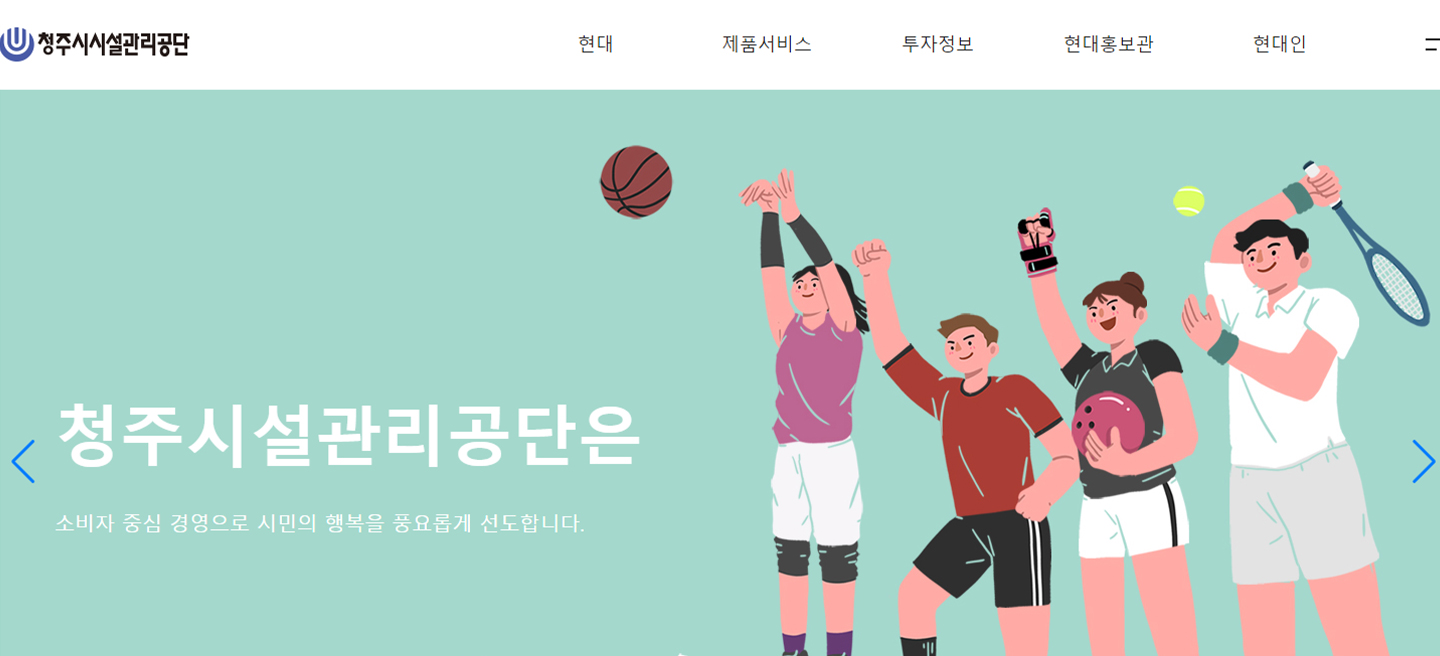 청주시시설관리공단
현대
제품서비스
투자정보
현대홍보관
현대인
청주시설관리공단은
소비자 중심 경영으로 시민의 행복을 풍요롭게 선도합니다.